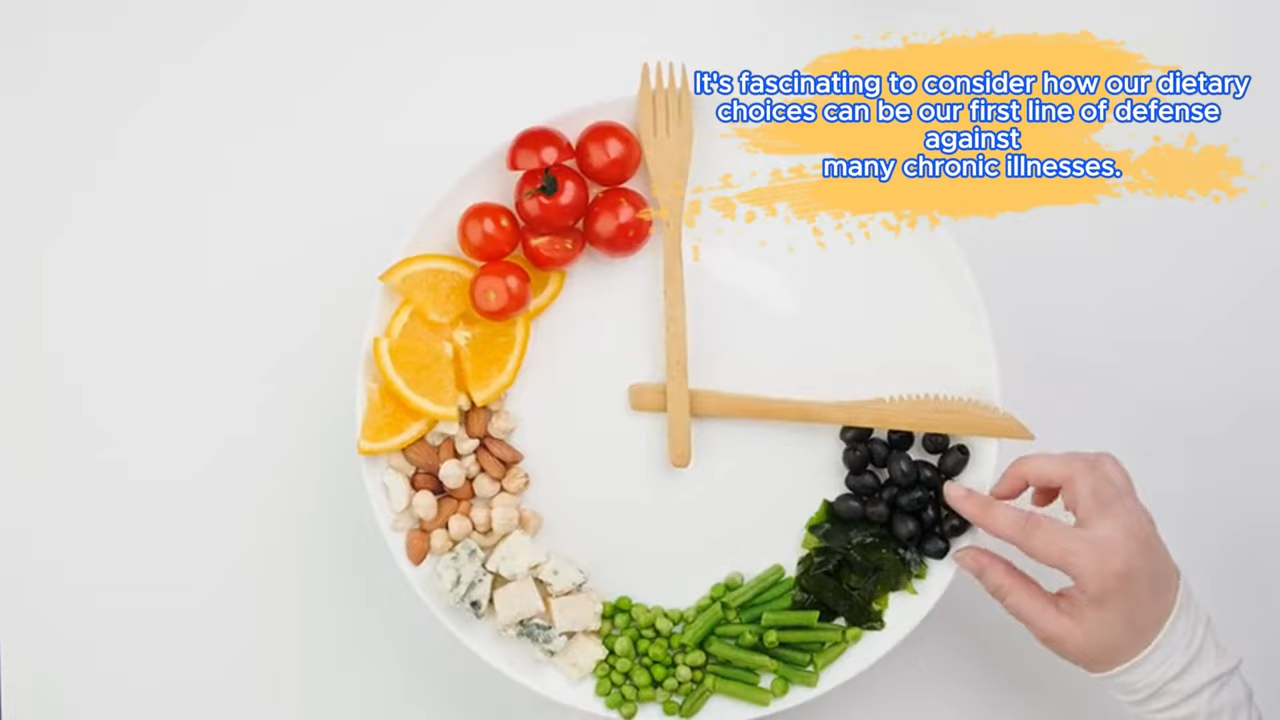 It's fascinating to consider how our dietary
choices can be our first line of defense
against
many chronic illnesses.